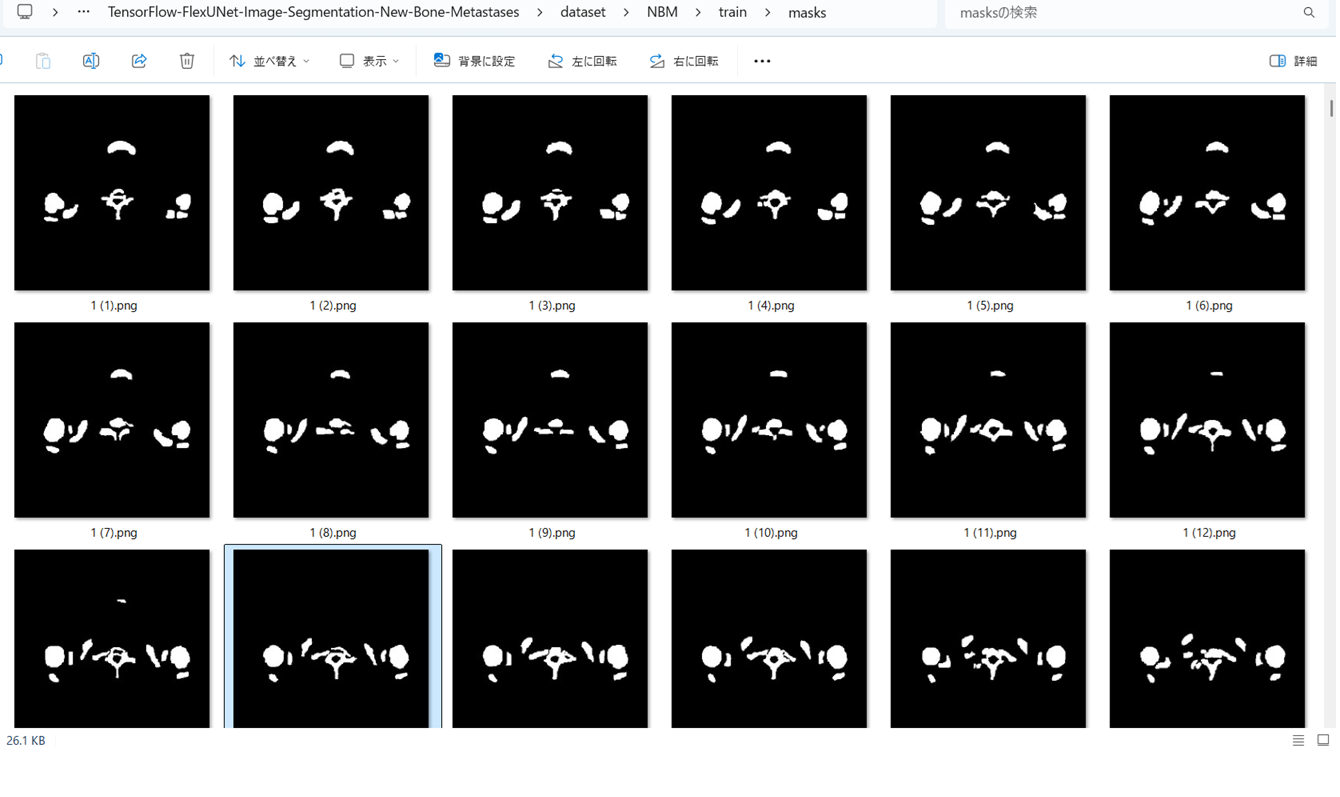 TensorFlow-FlexUNet-Image-Segmentation-New-Bone-Metastases > dataset > NBM > train > masks masksの検索
並べ替え 表示 背景に設定 左に回転 右に回転 詳細
1 (1).png 1 (2).png 1 (3).png 1 (4).png 1 (5).png 1 (6).png
1 (7).png 1 (8).png 1 (9).png 1 (10).png 1 (11).png 1 (12).png
26.1 KB